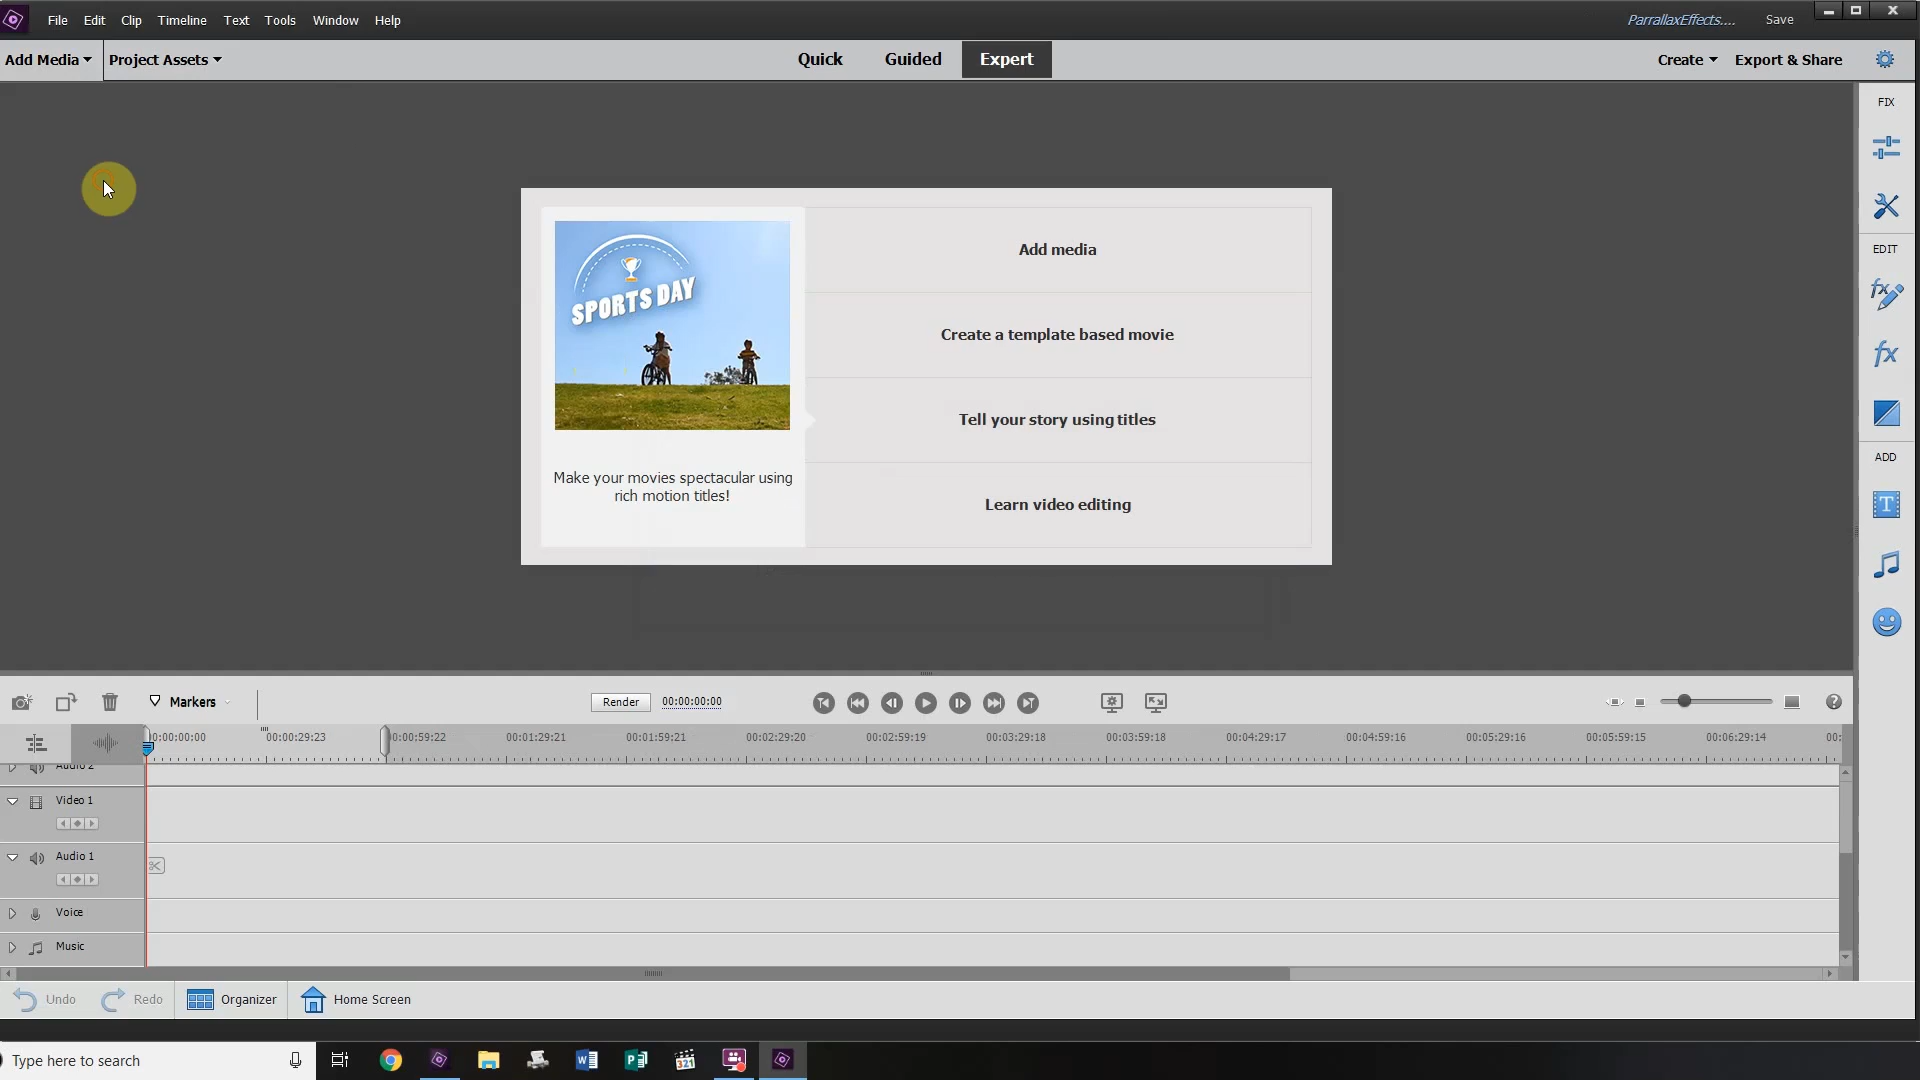 File Edit Clip Timeline Text Tools Window Help
ParrallaxEffects.... Save
Add Media Project Assets
Quick Guided Expert
Create Export & Share
FIX
EDIT
ADD
SPORTS DAY
Make your movies spectacular using
rich motion titles!
Add media
Create a template based movie
Tell your story using titles
Learn video editing
Markers
Render 00:00:00:00
0:00:00:00 00:00:29:23 0:00:59:22 00:01:29:21 00:01:59:21 00:02:29:20 00:02:59:19 00:03:29:18 00:03:59:18 00:04:29:17 00:04:59:16 00:05:29:16 00:05:59:15 00:06:29:14 00:
Audio 2
Video 1
Audio 1
Voice
Music
Undo Redo Organizer Home Screen
Type here to search